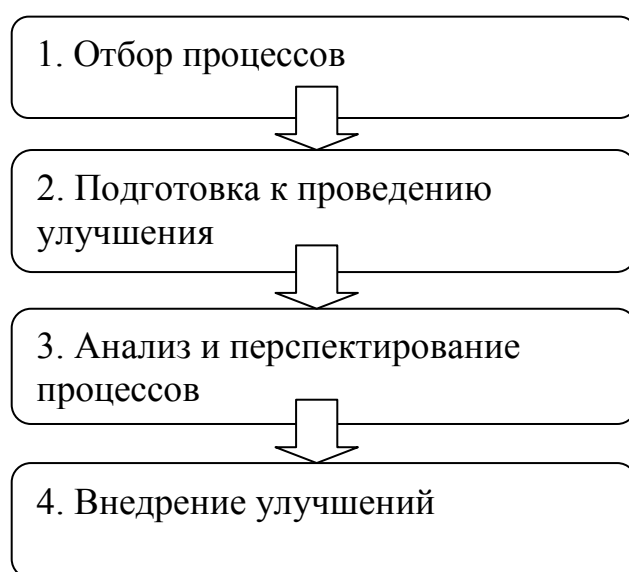 1. Отбор процессов
2. Подготовка к проведению
улучшения
3. Анализ и перспектирование
процессов
4. Внедрение улучшений